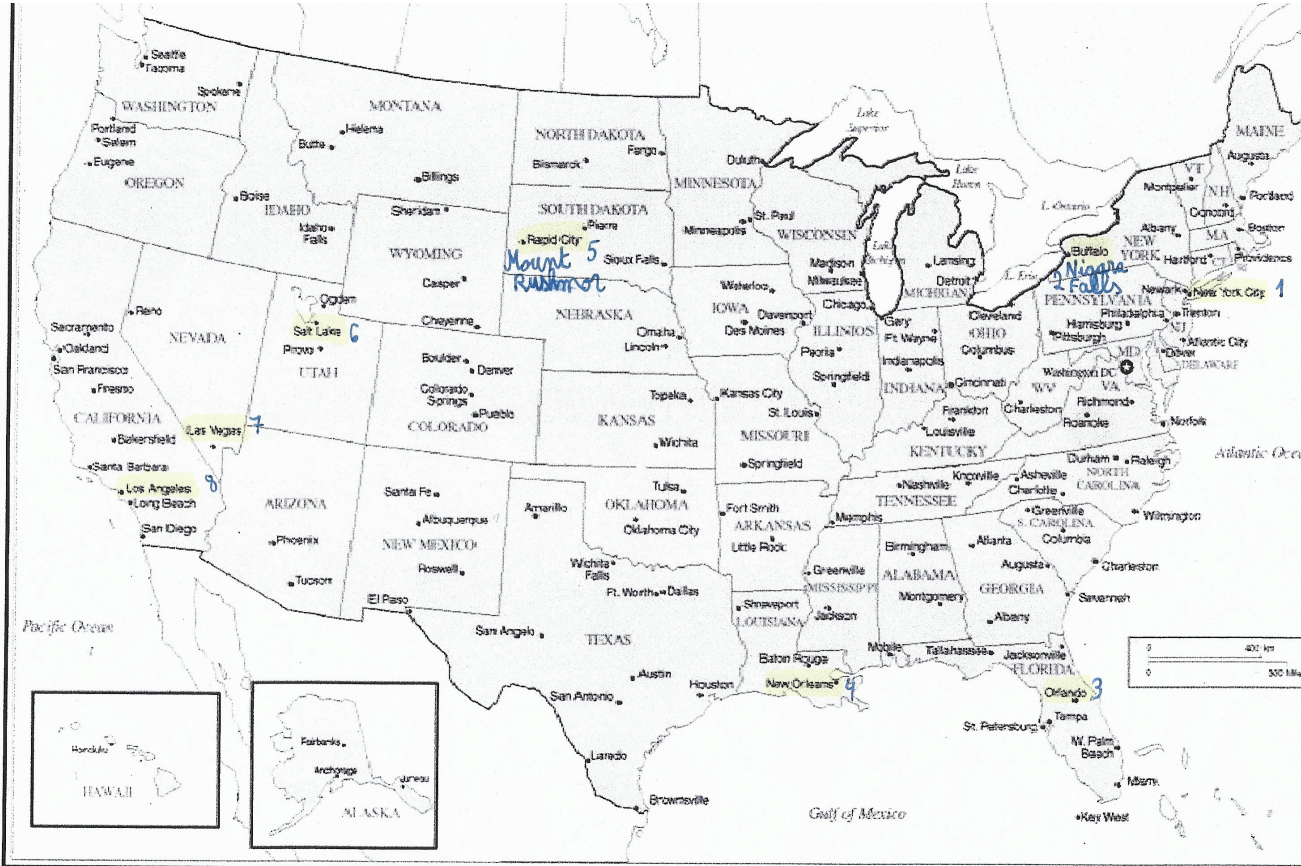 Seattle
Tacoma
Spokane
WASHINGTON
Portland
Salem
Eugene
OREGON
MONTANA
Helena
Butte
Billings
Boise
IDAHO
Idaho
Falls
Sheridan
WYOMING
Casper
Cheyenne
NORTH DAKOTA
Bismarck
Fargo
SOUTH DAKOTA
Pierre
Rapid City
Mount 5
Rushmor
Sioux Falls
Duluth
MINNESOTA
St. Paul
Minneapolis
WISCONSIN
Madison
Milwaukee
Lake
Superior
Lake
Huron
Lake
Michigan
L. Ontario
L. Erie
Lansing
Detroit
MICHIGAN
MAINE
Augusta
VT
Montpelier
NH
Concord
Portland
Boston
MA
Albany
NEW
YORK
Hartford
CT
Providence
Buffalo
2 Niagara
Falls
Newark
New York City 1
PENNSYLVANIA
Philadelphia
Harrisburg
Pittsburgh
Trenton
NJ
Atlantic City
Dover
DELAWARE
MD
Washington DC
VA
Richmond
Roanoke
Norfolk
WV
Charleston
Reno
NEVADA
Sacramento
Oakland
San Francisco
Fresno
CALIFORNIA
Bakersfield
Santa Barbara
Los Angeles 8
Long Beach
San Diego
Las Vegas 7
Ogden
Salt Lake 6
Provo
UTAH
Boulder
Denver
Colorado
Springs
Pueblo
COLORADO
NEBRASKA
Omaha
Lincoln
IOWA
Waterloo
Davenport
Des Moines
Chicago
ILLINIOS
Peoria
Springfield
Gary
Ft. Wayne
Indianapolis
INDIANA
Cleveland
OHIO
Columbus
Cincinnati
Frankfort
Louisville
KENTUCKY
KANSAS
Topeka
Wichita
Kansas City
St. Louis
MISSOURI
Springfield
ARIZONA
Phoenix
Tucson
Santa Fe
Albuquerque
NEW MEXICO
Roswell
Amarillo
Tulsa
OKLAHOMA
Oklahoma City
Fort Smith
ARKANSAS
Little Rock
Nashville
Knoxville
TENNESSEE
Memphis
Asheville
Durham
Raleigh
NORTH
CAROLINA
Charlotte
Wilmington
Greenville
S. CAROLINA
Columbia
Charleston
Birmingham
ALABAMA
Montgomery
Mobile
Atlanta
Augusta
GEORGIA
Savannah
Albany
Greenville
MISSISSIPPI
Jackson
Shreveport
LOUISIANA
Baton Rouge
New Orleans 4
El Paso
Wichita
Falls
Ft. Worth
Dallas
San Angelo
TEXAS
Austin
Houston
San Antonio
Laredo
Brownsville
Tallahassee
Jacksonville
FLORIDA
Orlando 3
Tampa
St. Petersburg
W. Palm
Beach
Miami
Key West
Pacific Ocean
Atlantic Oce
Gulf of Mexico
Honolulu
HAWAII
Fairbanks
Anchorage
Juneau
ALASKA
0 400 km
0